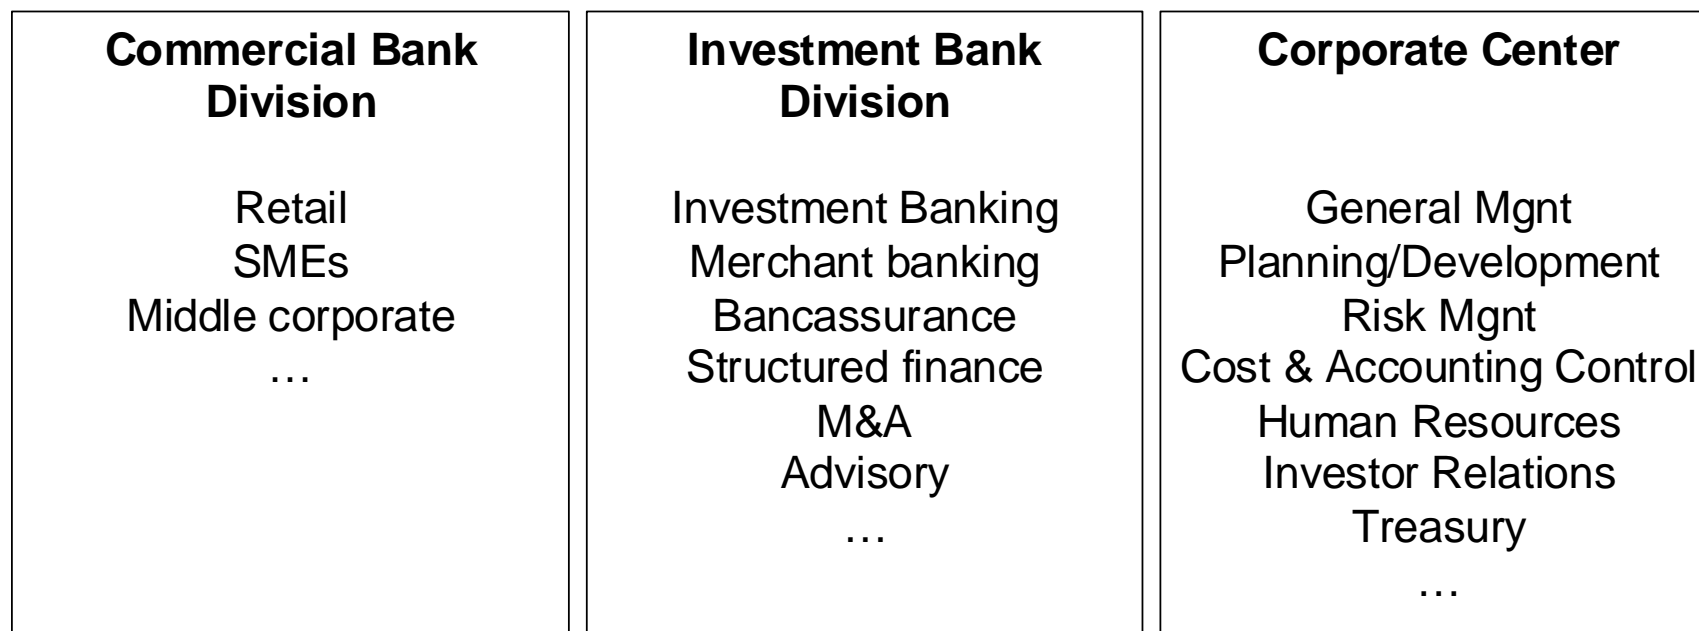 Commercial Bank
Division
Retail
SMEs
Middle corporate
…
Investment Bank
Division
Investment Banking
Merchant banking
Bancassurance
Structured finance
M&A
Advisory
…
Corporate Center
General Mgnt
Planning/Development
Risk Mgnt
Cost & Accounting Control
Human Resources
Investor Relations
Treasury
…